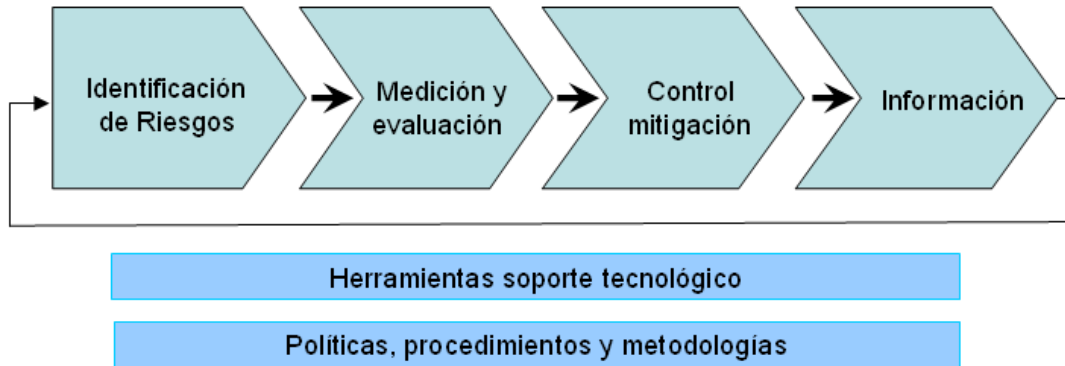 Identificación
de Riesgos
Medición y
evaluación
Control
mitigación
Información
Herramientas soporte tecnológico
Políticas, procedimientos y metodologías